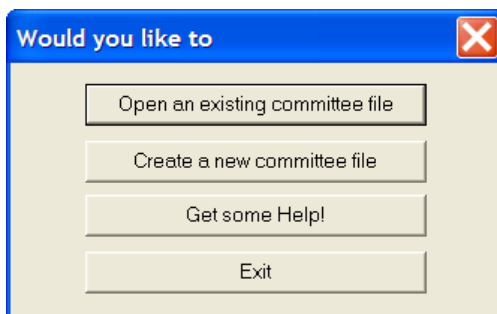 Would you like to
Open an existing committee file
Create a new committee file
Get some Help!
Exit